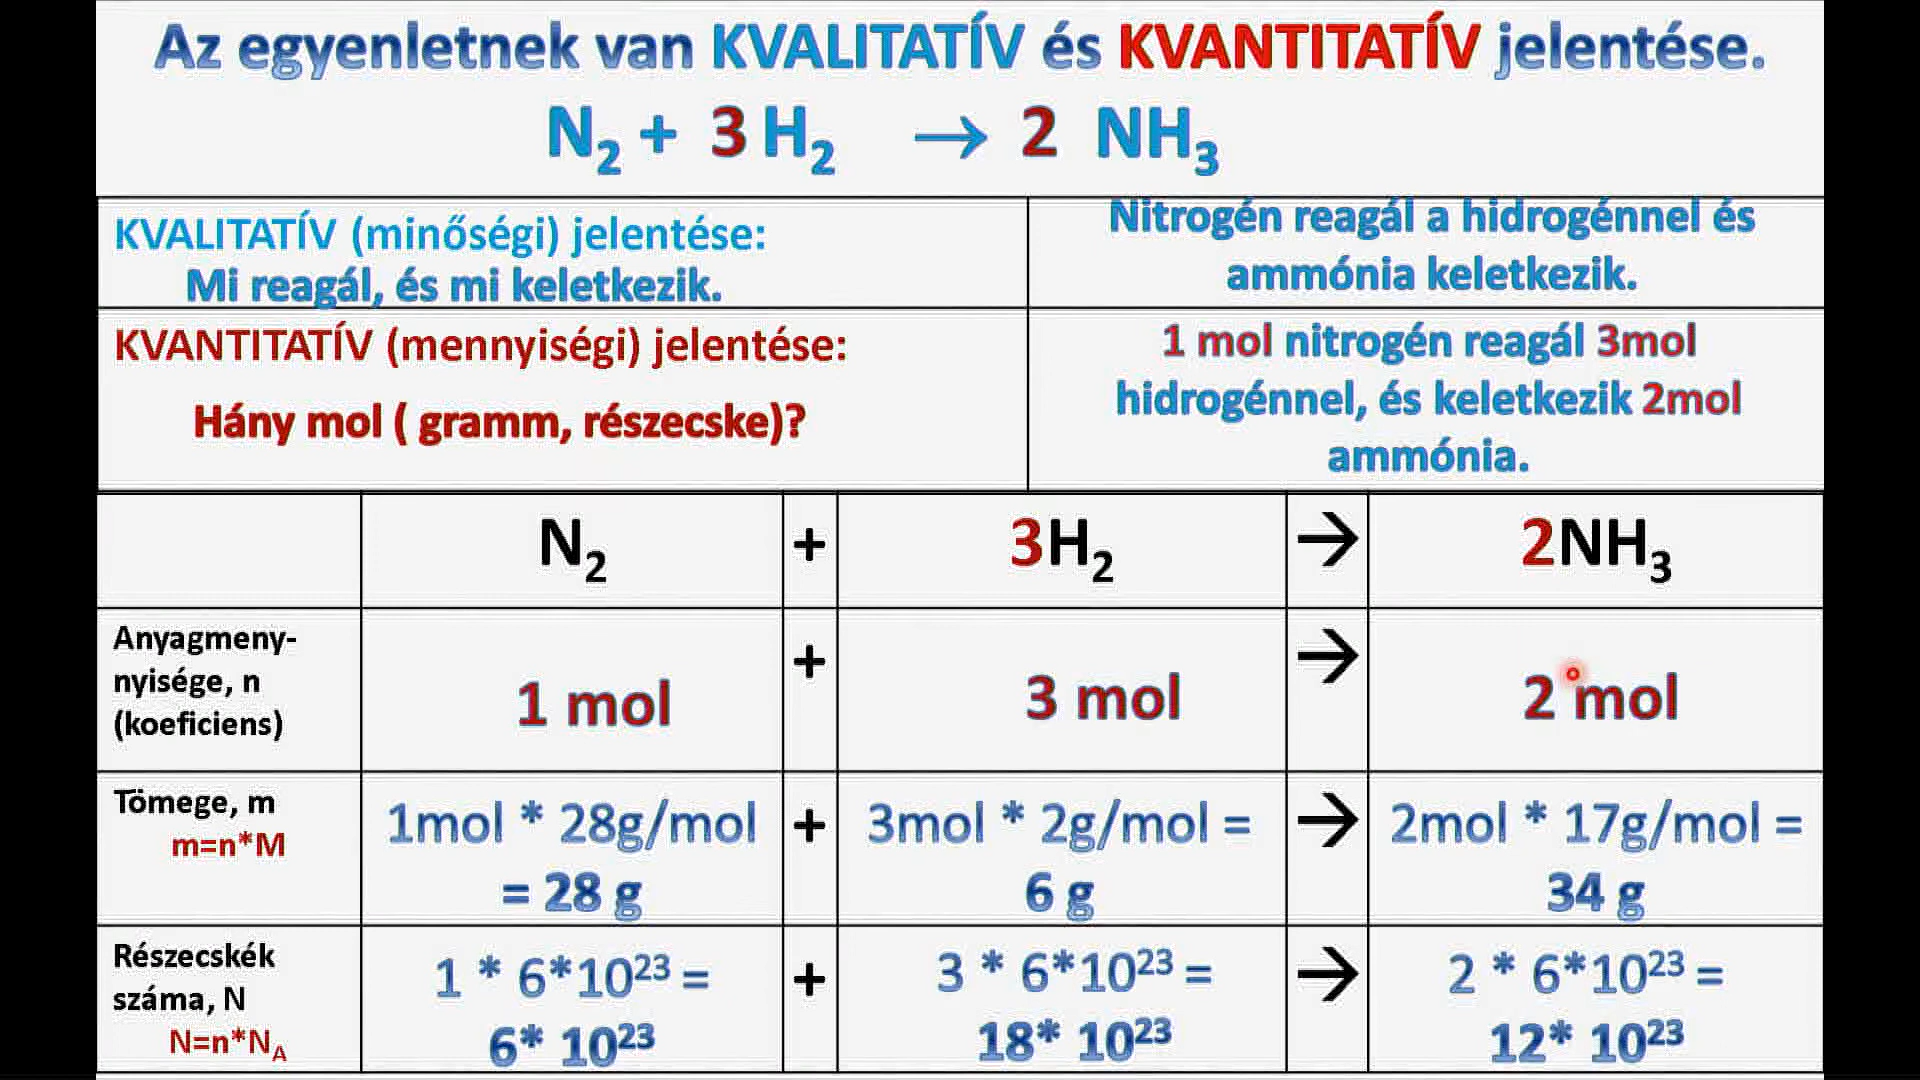 Az egyenletnek van KVALITATÍV és KVANTITATÍV jelentése.
N₂ + 3 H₂ → 2 NH₃
KVALITATÍV (minőségi) jelentése:
Mi reagál, és mi keletkezik.
Nitrogén reagál a hidrogénnel és
ammónia keletkezik.
KVANTITATÍV (mennyiségi) jelentése:
Hány mol ( gramm, részecske)?
1 mol nitrogén reagál 3mol
hidrogénnel, és keletkezik 2mol
ammónia.
N₂ + 3H₂ → 2NH₃
Anyagmeny-
nyisége, n
(koeficiens)
1 mol + 3 mol → 2 mol
Tömege, m
m=n*M
1mol * 28g/mol
= 28 g
+
3mol * 2g/mol =
6 g
→
2mol * 17g/mol =
34 g
Részecskék
száma, N
N=n*N_A
1 * 6*10²³ =
6* 10²³
+
3 * 6*10²³ =
18* 10²³
→
2 * 6*10²³ =
12* 10²³